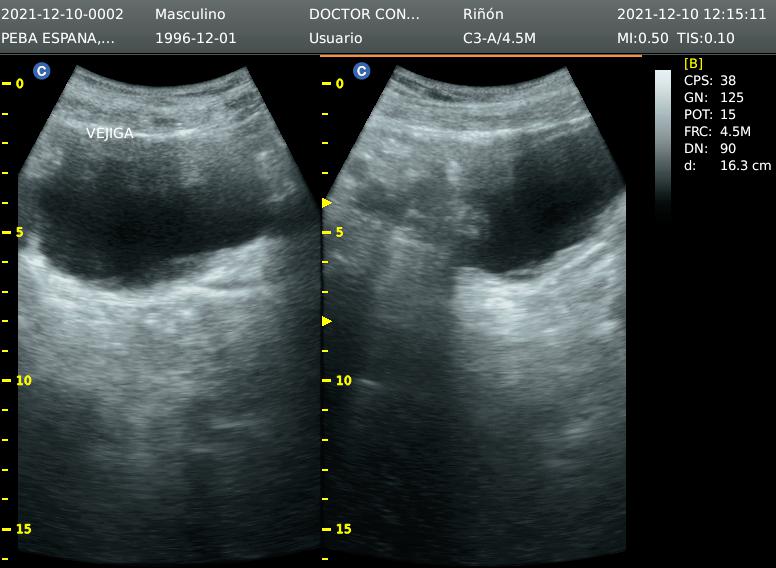 2021-12-10-0002 Masculino DOCTOR CON... Riñón 2021-12-10 12:15:11
PEBA ESPANA,... 1996-12-01 Usuario C3-A/4.5M MI:0.50 TIS:0.10
C
C
[B]
0
0
CPS: 38
GN: 125
POT: 15
FRC: 4.5M
DN: 90
d: 16.3 cm
VEJIGA
5
5
10
10
15
15